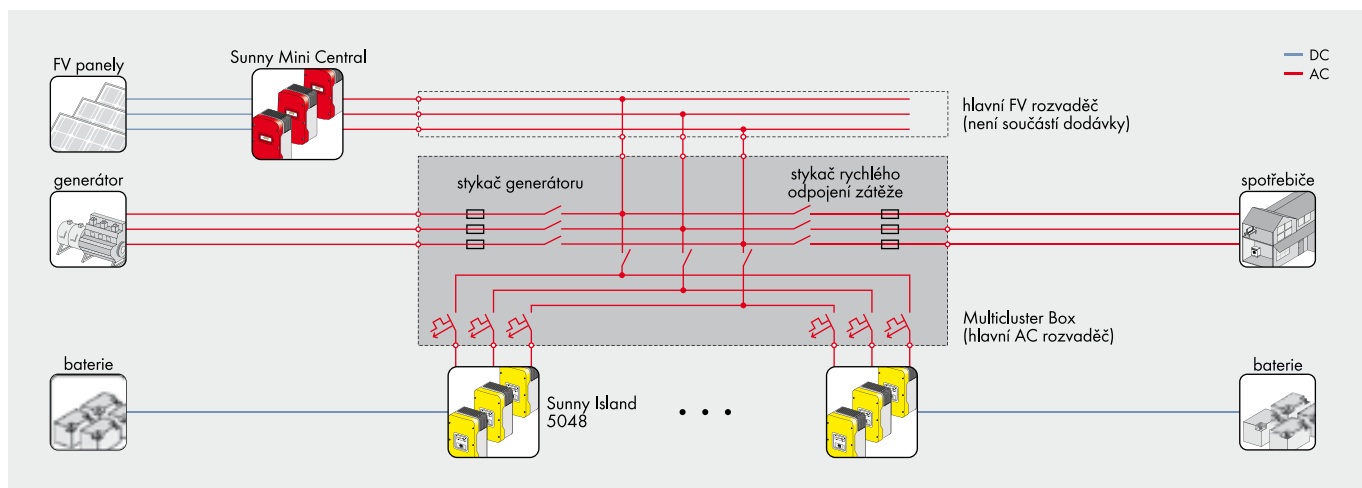 Sunny Mini Central
FV panely
DC
AC
hlavní FV rozvaděč
(není součástí dodávky)
generátor
stykač generátoru
stykač rychlého
odpojení zátěže
spotřebiče
Multicluster Box
(hlavní AC rozvaděč)
baterie
Sunny Island
5048
• • •
baterie